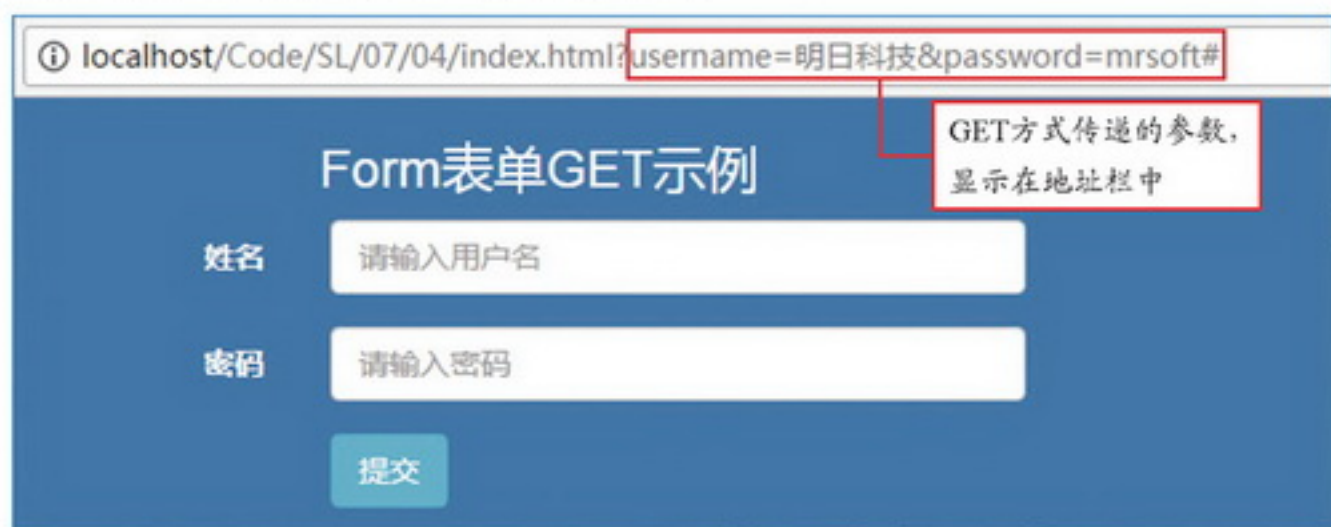 localhost/Code/SL/07/04/index.html?username=明日科技&password=mrsoft#
GET方式传递的参数，
显示在地址栏中
Form表单GET示例
姓名 请输入用户名
密码 请输入密码
提交